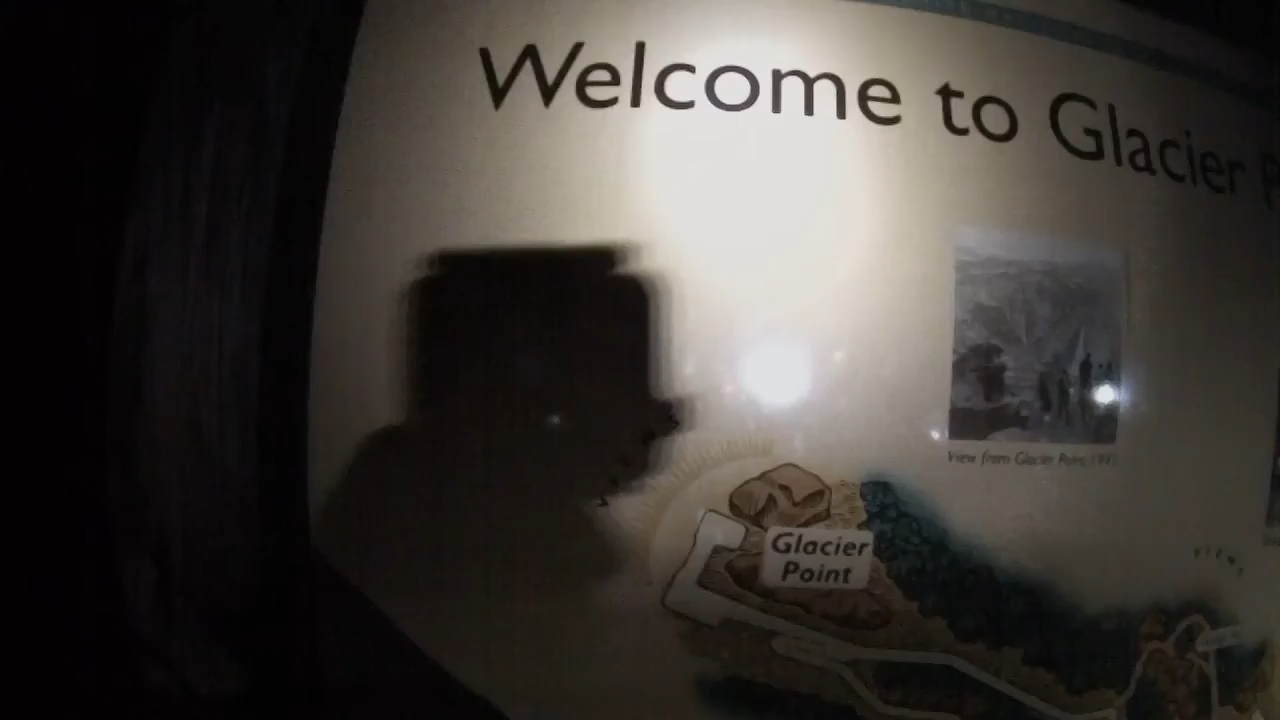 Welcome to Glacier
View from Glacier Point,
Glacier
Point